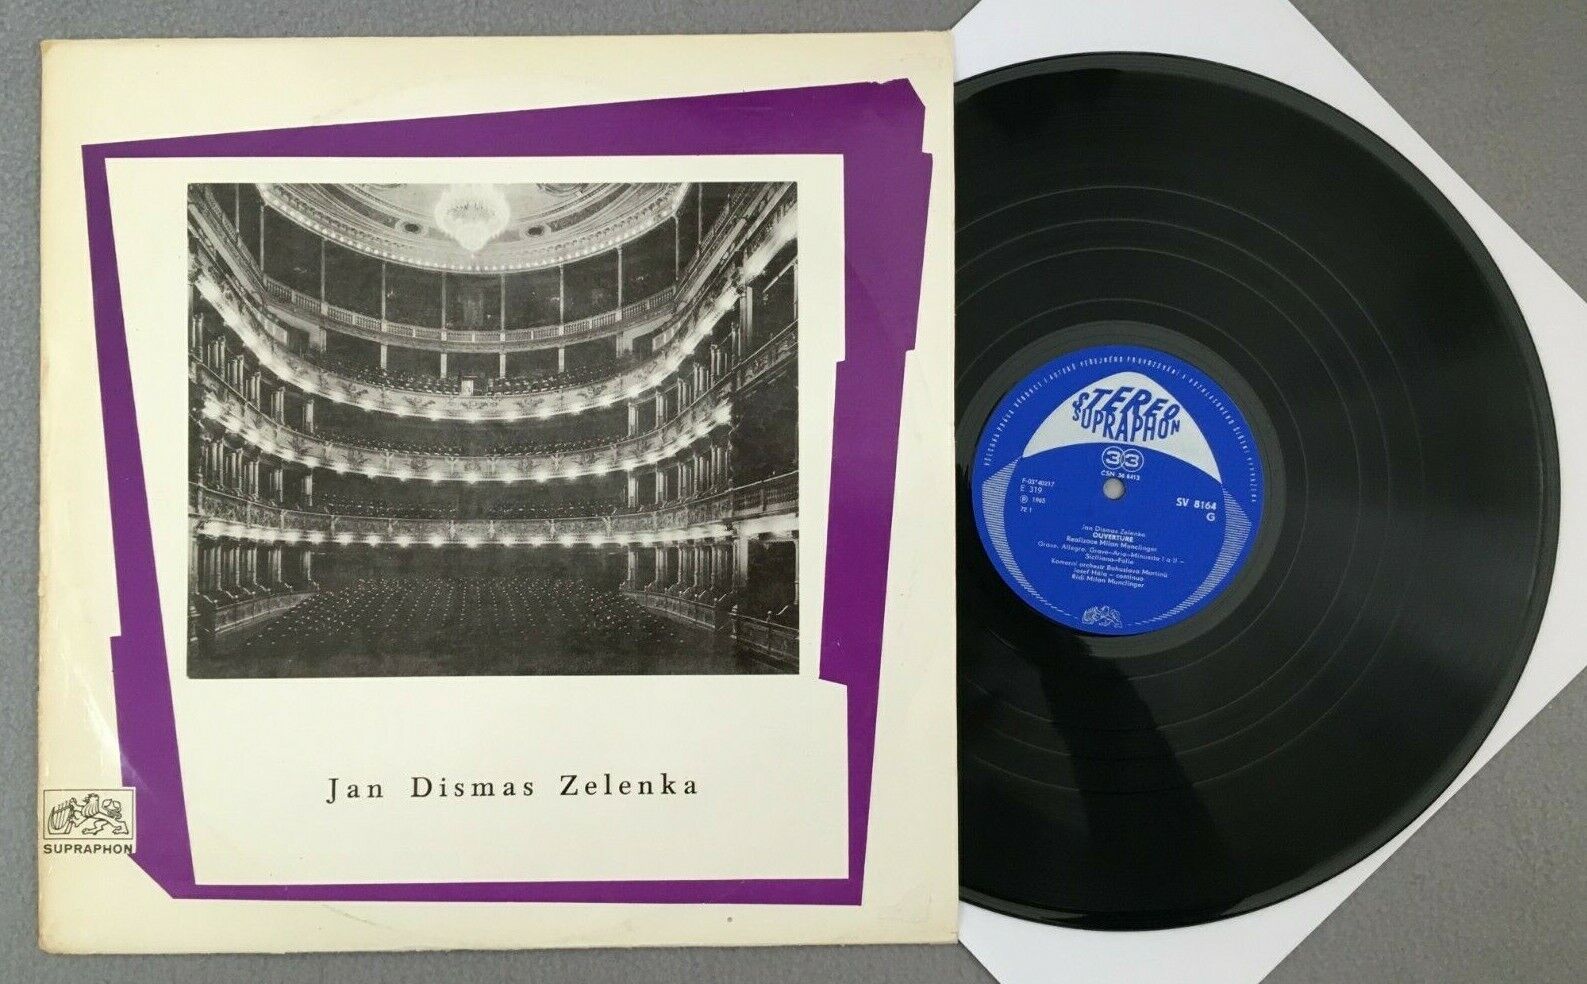 Jan Dismas Zelenka
SUPRAPHON
STEREO
SUPRAPHON
33
ČSN 36 8412
E 319
℗ 1965
72 1
SV 8164
G
Jan Dismas Zelenka
OUVERTURE
Realizace Milan Munclinger
Grave. Allegro. Grave–Aria–Minuetto I a II –
Siciliano–Folie
Komorní orchestr Bohuslava Martinů
Josef Hála – continuo
Řídí Milan Munclinger